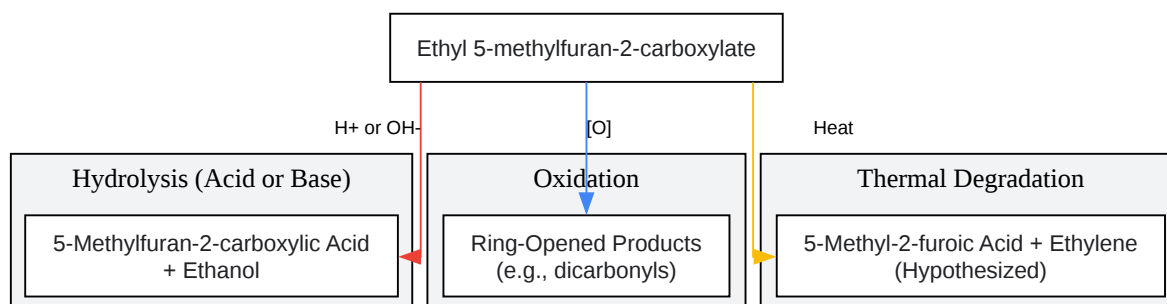 Ethyl 5-methylfuran-2-carboxylate
H+ or OH-
[O]
Heat
Hydrolysis (Acid or Base)
Oxidation
Thermal Degradation
5-Methylfuran-2-carboxylic Acid
+ Ethanol
Ring-Opened Products
(e.g., dicarbonyls)
5-Methyl-2-furoic Acid + Ethylene
(Hypothesized)